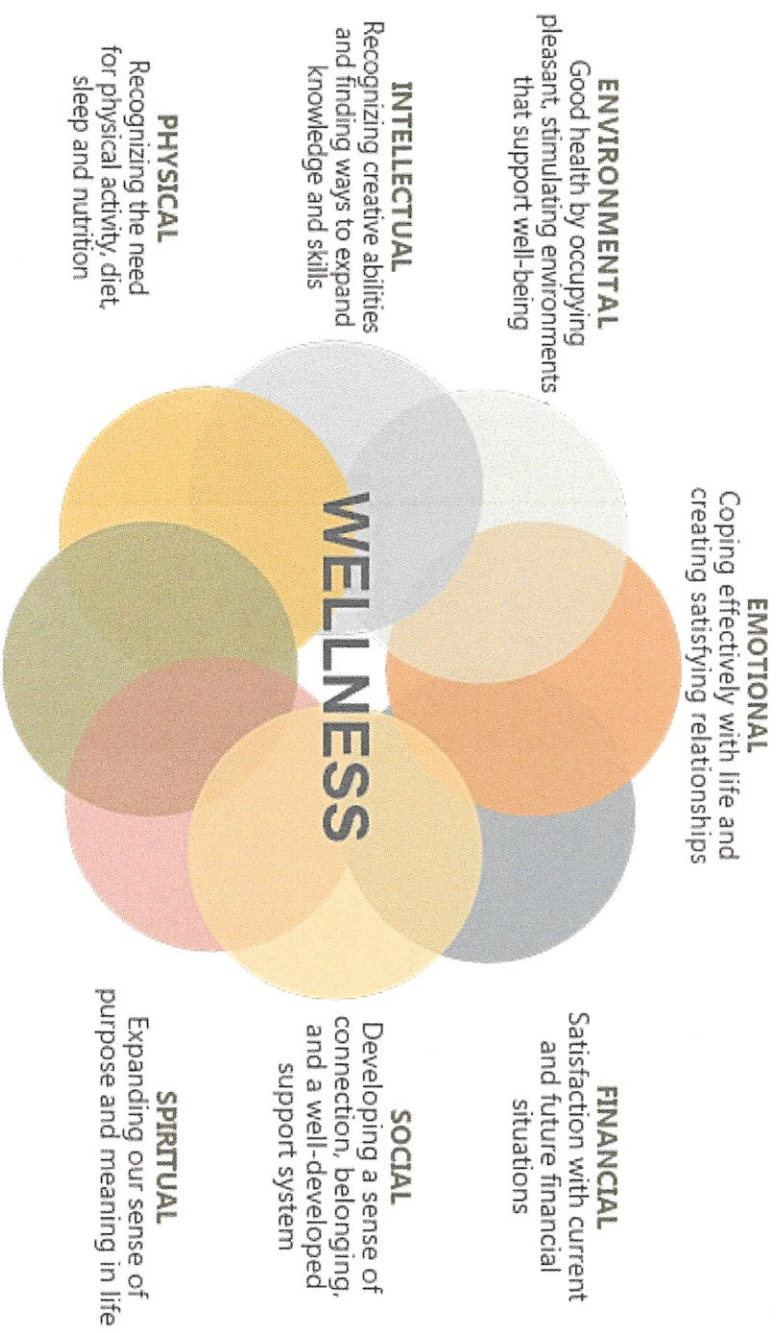 EMOTIONAL
Coping effectively with life and
creating satisfying relationships
ENVIRONMENTAL
Good health by occupying
pleasant, stimulating environments
that support well-being
FINANCIAL
Satisfaction with current
and future financial
situations
INTELLECTUAL
Recognizing creative abilities
and finding ways to expand
knowledge and skills
WELLNESS
SOCIAL
Developing a sense of
connection, belonging,
and a well-developed
support system
PHYSICAL
Recognizing the need
for physical activity, diet,
sleep and nutrition
SPIRITUAL
Expanding our sense of
purpose and meaning in life